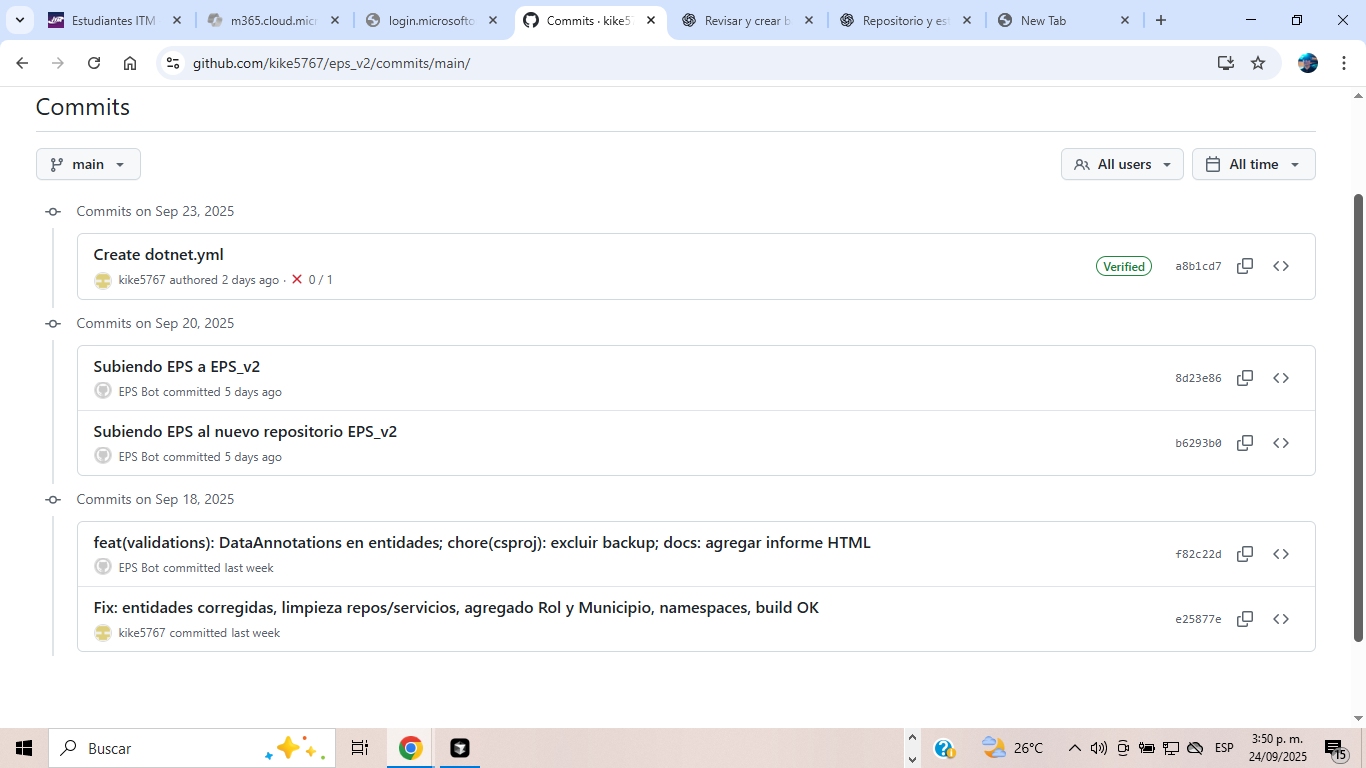 Estudiantes ITM
m365.cloud.micr
login.microsofto
Commits · kike57
Revisar y crear b
Repositorio y es
New Tab
github.com/kike5767/eps_v2/commits/main/
Commits
main
All users
All time
Commits on Sep 23, 2025
Create dotnet.yml
kike5767 authored 2 days ago · 0 / 1
Verified
a8b1cd7
Commits on Sep 20, 2025
Subiendo EPS a EPS_v2
EPS Bot committed 5 days ago
8d23e86
Subiendo EPS al nuevo repositorio EPS_v2
EPS Bot committed 5 days ago
b6293b0
Commits on Sep 18, 2025
feat(validations): DataAnnotations en entidades; chore(csproj): excluir backup; docs: agregar informe HTML
EPS Bot committed last week
f82c22d
Fix: entidades corregidas, limpieza repos/servicios, agregado Rol y Municipio, namespaces, build OK
kike5767 committed last week
e25877e
Buscar
26°C
ESP
3:50 p. m.
24/09/2025
15